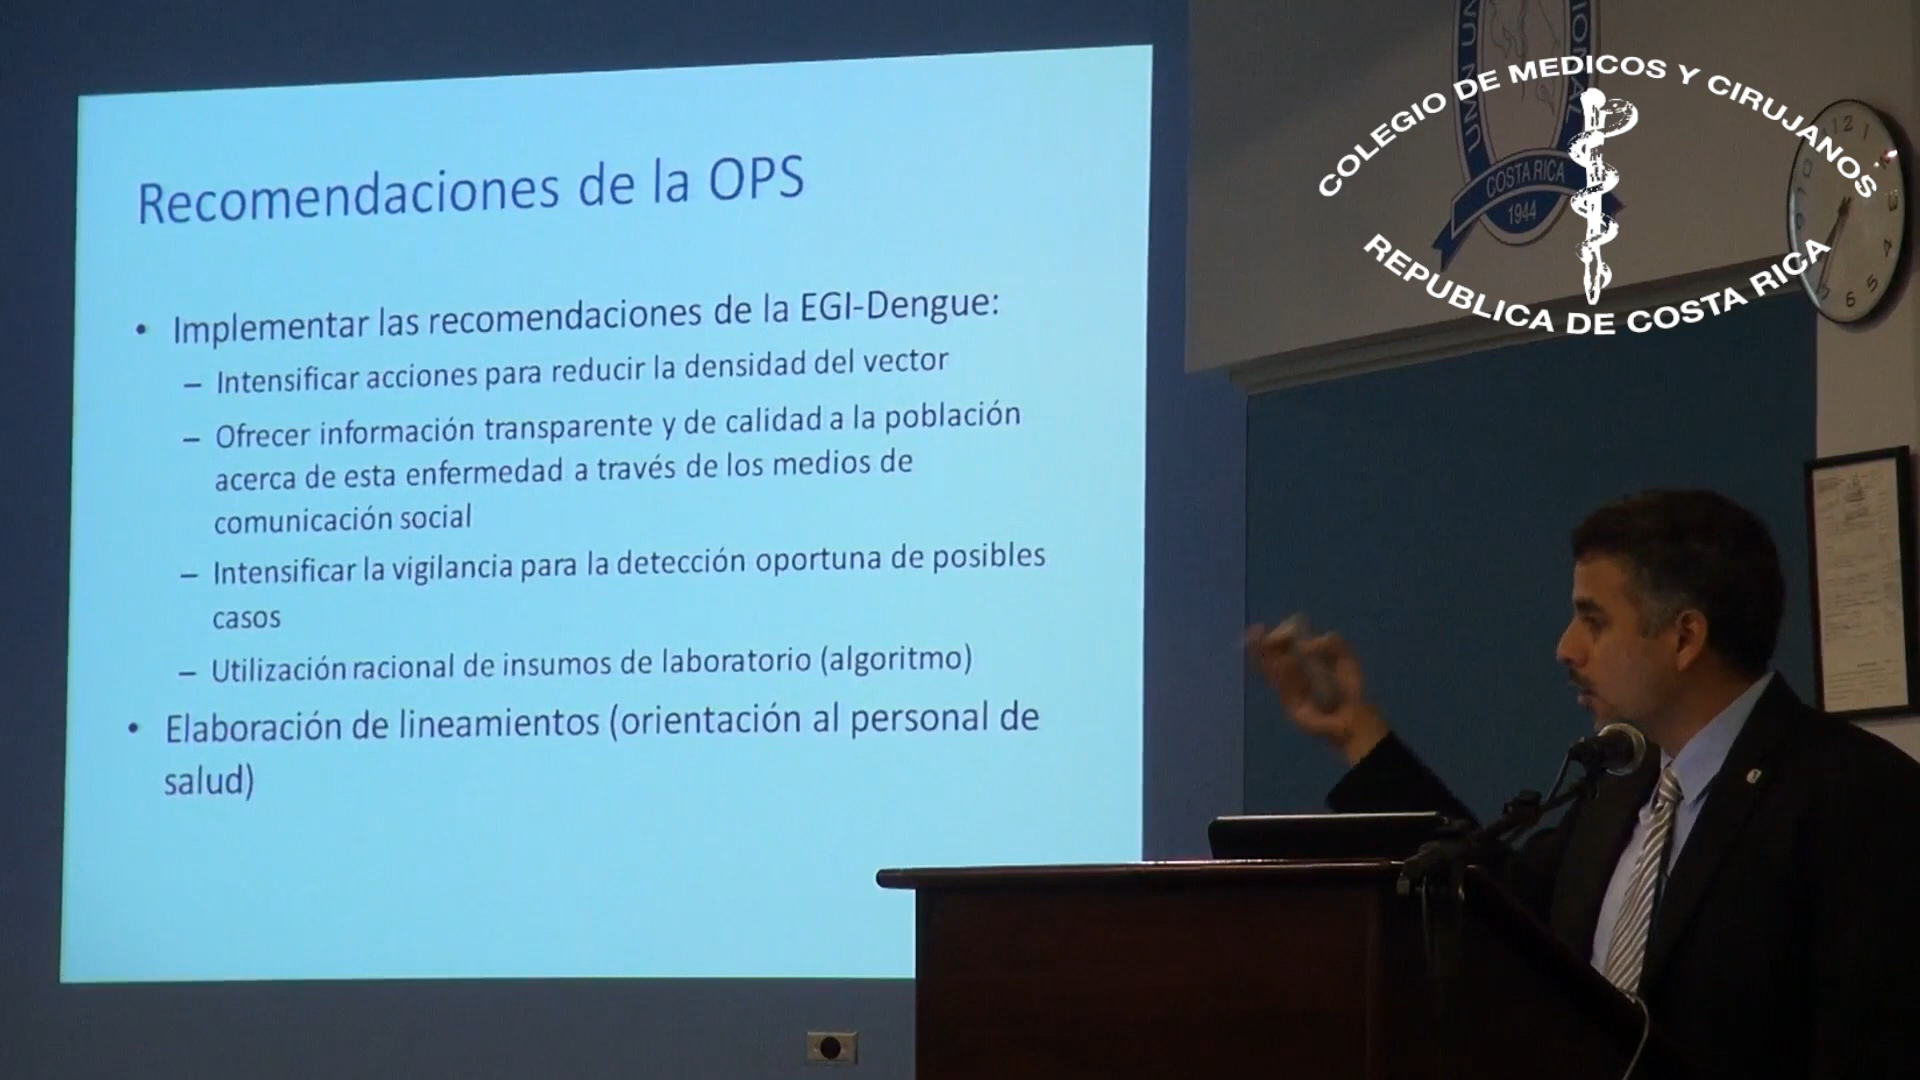 Recomendaciones de la OPS
• Implementar las recomendaciones de la EGI-Dengue:
– Intensificar acciones para reducir la densidad del vector
– Ofrecer información transparente y de calidad a la población
acerca de esta enfermedad a través de los medios de
comunicación social
– Intensificar la vigilancia para la detección oportuna de posibles
casos
– Utilización racional de insumos de laboratorio (algoritmo)
• Elaboración de lineamientos (orientación al personal de
salud)
COLEGIO DE MEDICOS Y CIRUJANOS
REPUBLICA DE COSTA RICA
COSTA RICA
1944